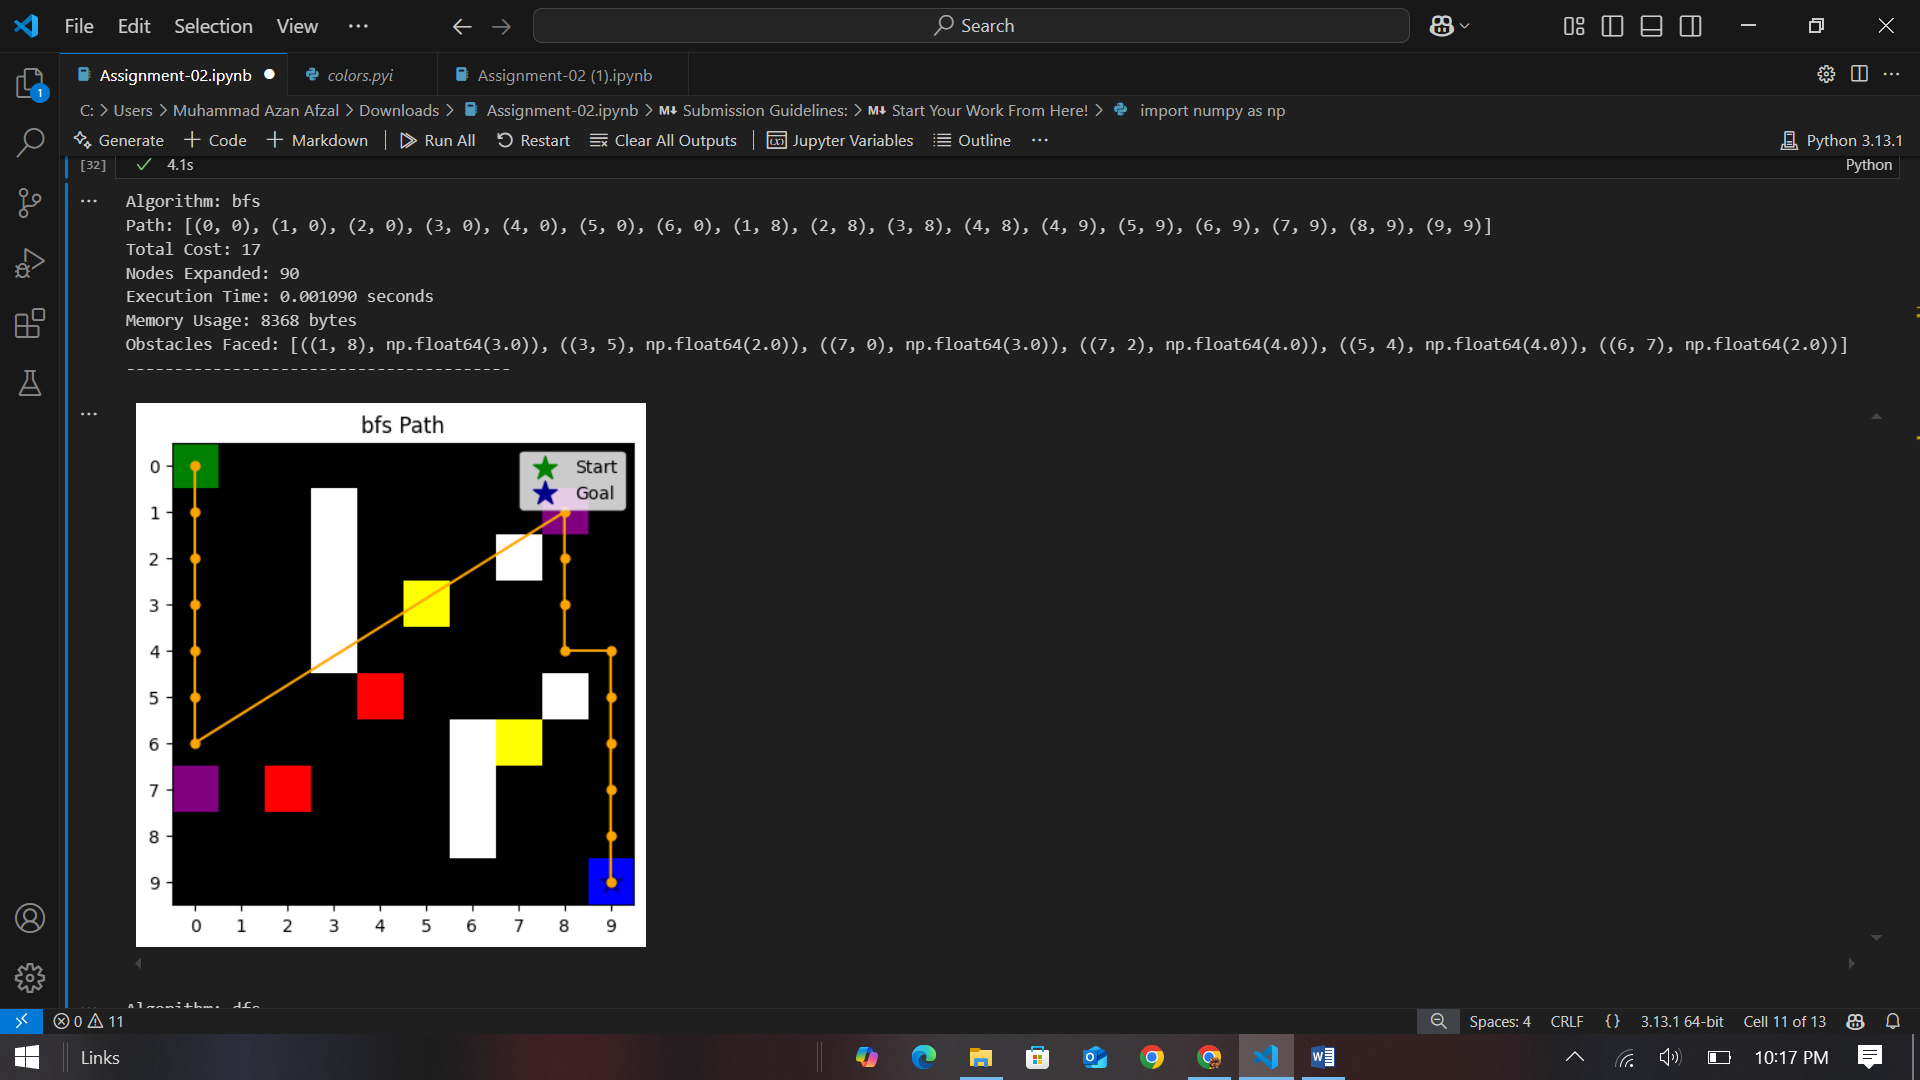 File Edit Selection View ··· Search
Assignment-02.ipynb colors.pyi Assignment-02 (1).ipynb
C: > Users > Muhammad Azan Afzal > Downloads > Assignment-02.ipynb > M↓ Submission Guidelines: > M↓ Start Your Work From Here! > import numpy as np
Generate + Code + Markdown Run All Restart Clear All Outputs Jupyter Variables Outline ··· Python 3.13.1
[32] 4.1s Python
Algorithm: bfs
Path: [(0, 0), (1, 0), (2, 0), (3, 0), (4, 0), (5, 0), (6, 0), (1, 8), (2, 8), (3, 8), (4, 8), (4, 9), (5, 9), (6, 9), (7, 9), (8, 9), (9, 9)]
Total Cost: 17
Nodes Expanded: 90
Execution Time: 0.001090 seconds
Memory Usage: 8368 bytes
Obstacles Faced: [((1, 8), np.float64(3.0)), ((3, 5), np.float64(2.0)), ((7, 0), np.float64(3.0)), ((7, 2), np.float64(4.0)), ((5, 4), np.float64(4.0)), ((6, 7), np.float64(2.0))]
----------------------------------------
bfs Path
Start
Goal
0
1
2
3
4
5
6
7
8
9
0 1 2 3 4 5 6 7 8 9
Algorithm: dfs
0 11 Spaces: 4 CRLF {} 3.13.1 64-bit Cell 11 of 13
Links 10:17 PM